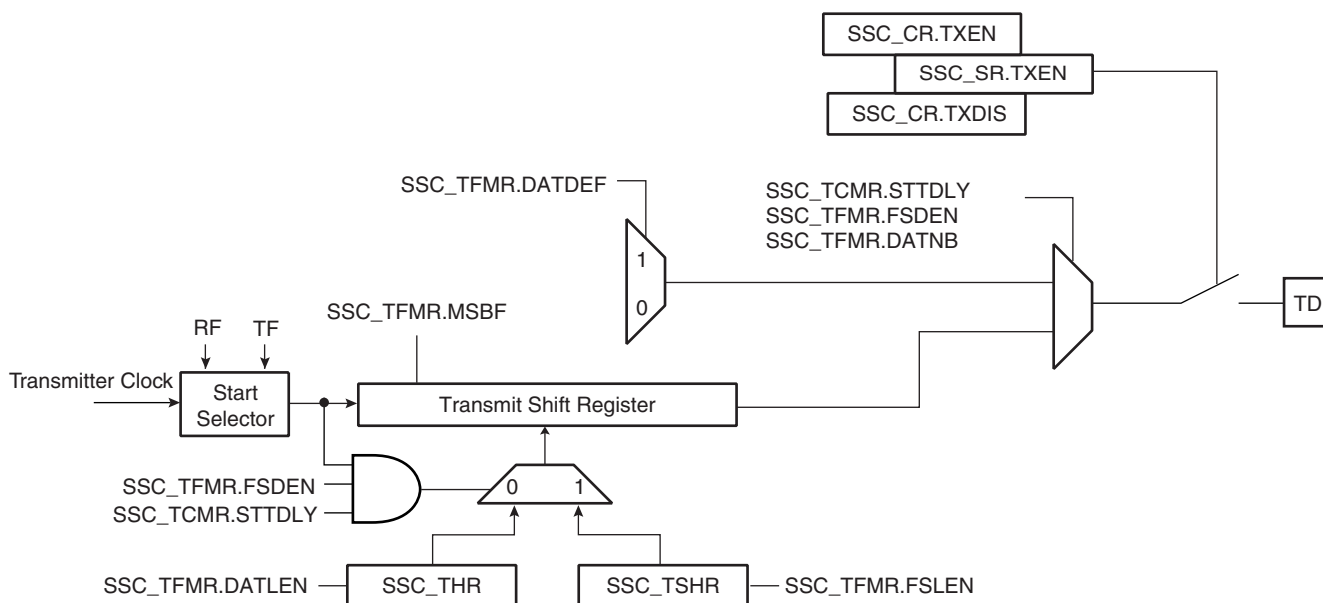 SSC_CR.TXEN
SSC_SR.TXEN
SSC_CR.TXDIS
SSC_TFMR.DATDEF
SSC_TCMR.STTDLY
SSC_TFMR.FSDEN
SSC_TFMR.DATNB
1
0
TD
SSC_TFMR.MSBF
RF TF
Transmitter Clock
Start
Selector
Transmit Shift Register
SSC_TFMR.FSDEN
SSC_TCMR.STTDLY
0 1
SSC_TFMR.DATLEN
SSC_THR
SSC_TSHR
SSC_TFMR.FSLEN